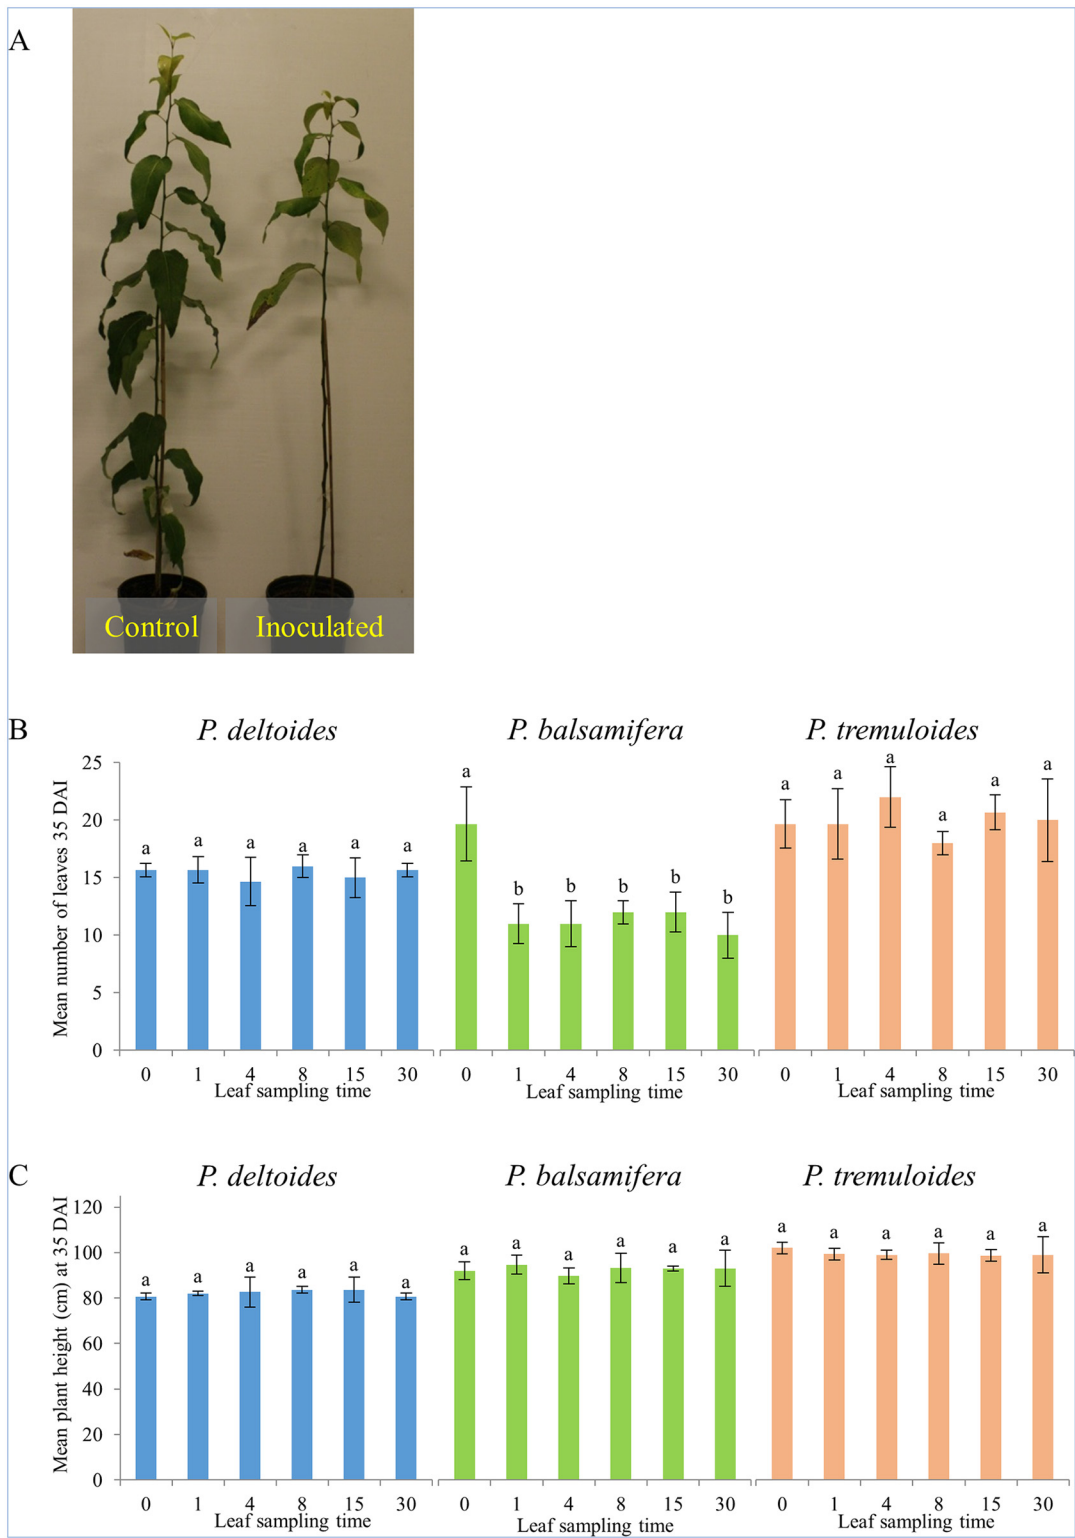 A
Control Inoculated
B
P. deltoides P. balsamifera P. tremuloides
Mean number of leaves 35 DAI
25
20
15
10
5
0
a a a a a a
a b b b b b
a a a a a a
0 1 4 8 15 30 0 1 4 8 15 30 0 1 4 8 15 30
Leaf sampling time Leaf sampling time Leaf sampling time
C
P. deltoides P. balsamifera P. tremuloides
Mean plant height (cm) at 35 DAI
120
100
80
60
40
20
0
a a a a a a
a a a a a a
a a a a a a
0 1 4 8 15 30 0 1 4 8 15 30 0 1 4 8 15 30
Leaf sampling time Leaf sampling time Leaf sampling time